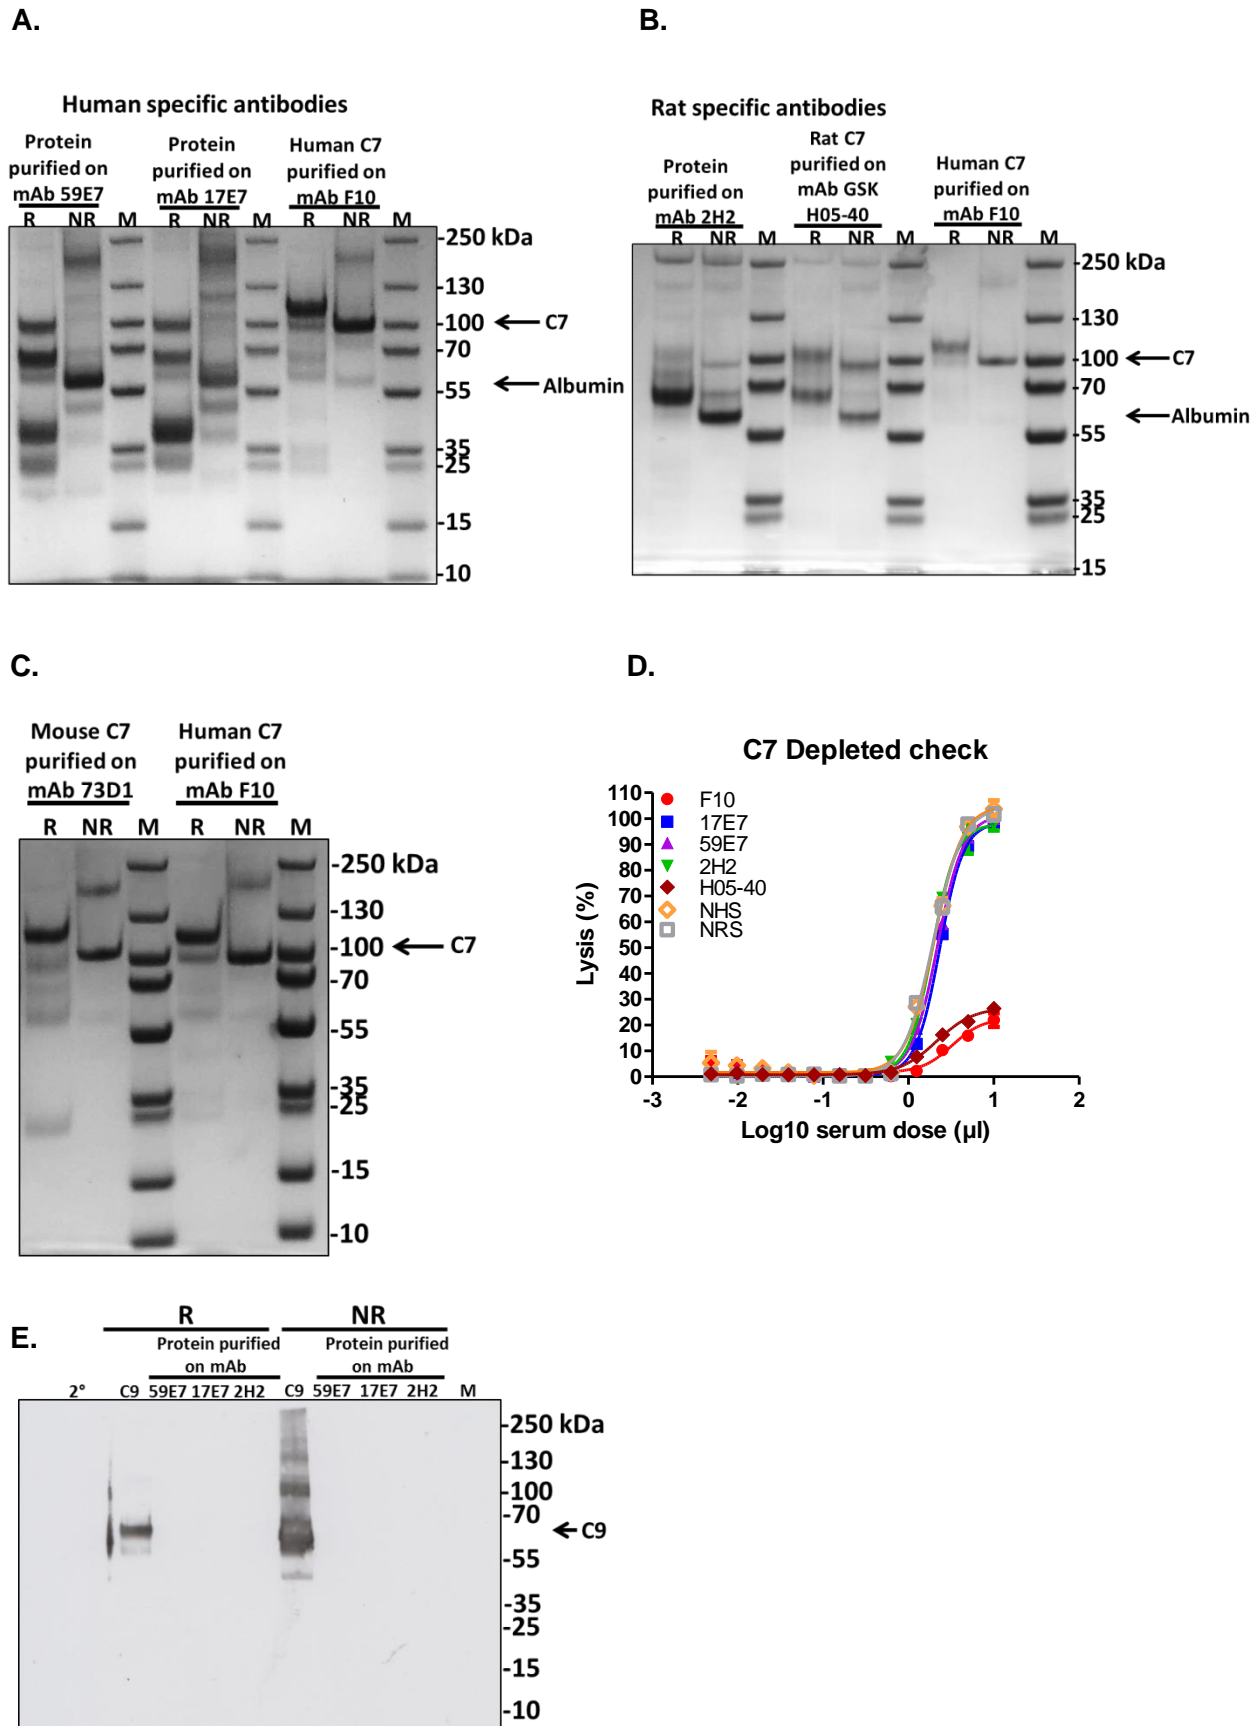 A.
Human specific antibodies
Protein
purified on
mAb 59E7
Protein
purified on
mAb 17E7
Human C7
purified on
mAb F10
R NR M R NR M R NR M
-250 kDa
-130
-100
-70
-55
-35
-25
-15
-10
C7
Albumin
B.
Rat specific antibodies
Protein
purified on
mAb 2H2
Rat C7
purified on
mAb GSK
H05-40
Human C7
purified on
mAb F10
R NR M R NR M R NR M
-250 kDa
-130
-100
-70
-55
-35
-25
-15
C7
Albumin
C.
Mouse C7
purified on
mAb 73D1
Human C7
purified on
mAb F10
R NR M R NR M
-250 kDa
-130
-100
-70
-55
-35
-25
-15
-10
C7
D.
C7 Depleted check
F10
17E7
59E7
2H2
H05-40
NHS
NRS
Lysis (%)
110
100
90
80
70
60
50
40
30
20
10
0
-3 -2 -1 0 1 2
Log10 serum dose (µl)
E.
R NR
Protein purified
on mAb
Protein purified
on mAb
2° C9 59E7 17E7 2H2 C9 59E7 17E7 2H2 M
-250 kDa
-130
-100
-70
-55
-35
-25
-15
-10
C9